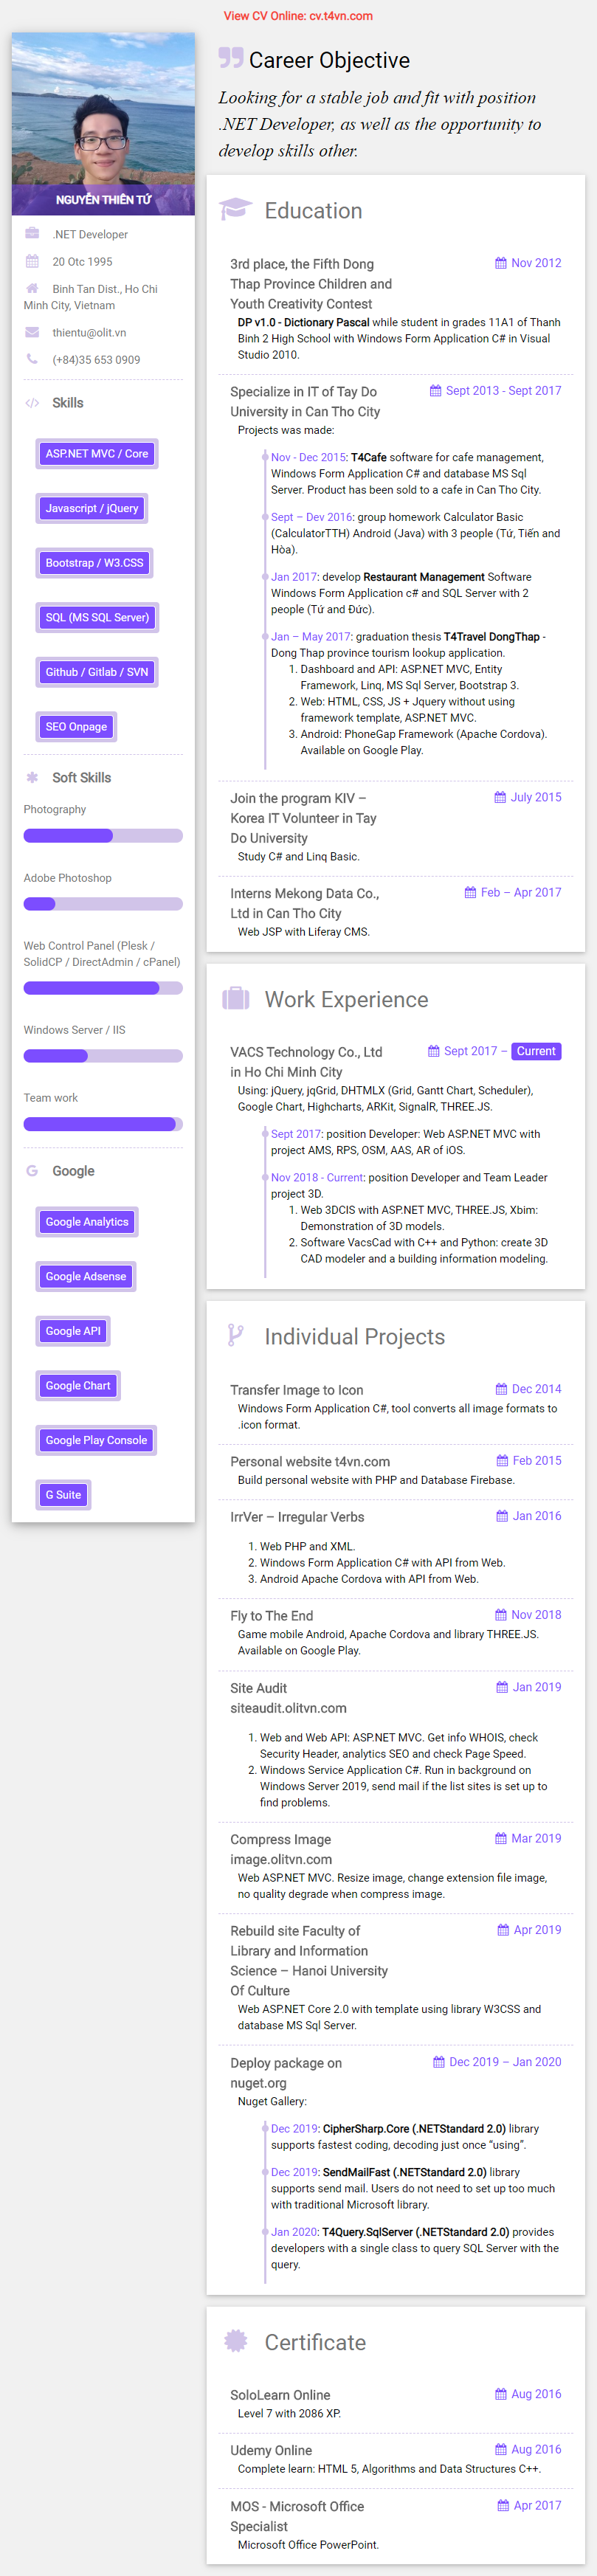 View CV Online: cv.t4vn.com
NGUYỄN THIÊN TỨ
.NET Developer
20 Otc 1995
Binh Tan Dist., Ho Chi
Minh City, Vietnam
thientu@olit.vn
(+84)35 653 0909
Skills
ASP.NET MVC / Core
Javascript / jQuery
Bootstrap / W3.CSS
SQL (MS SQL Server)
Github / Gitlab / SVN
SEO Onpage
Soft Skills
Photography
Adobe Photoshop
Web Control Panel (Plesk /
SolidCP / DirectAdmin / cPanel)
Windows Server / IIS
Team work
Google
Google Analytics
Google Adsense
Google API
Google Chart
Google Play Console
G Suite
Career Objective
Looking for a stable job and fit with position
.NET Developer, as well as the opportunity to
develop skills other.
Education
3rd place, the Fifth Dong
Thap Province Children and
Youth Creativity Contest
Nov 2012
DP v1.0 - Dictionary Pascal while student in grades 11A1 of Thanh
Binh 2 High School with Windows Form Application C# in Visual
Studio 2010.
Specialize in IT of Tay Do
University in Can Tho City
Sept 2013 - Sept 2017
Projects was made:
Nov - Dec 2015: T4Cafe software for cafe management,
Windows Form Application C# and database MS Sql
Server. Product has been sold to a cafe in Can Tho City.
Sept – Dev 2016: group homework Calculator Basic
(CalculatorTTH) Android (Java) with 3 people (Tứ, Tiến and
Hòa).
Jan 2017: develop Restaurant Management Software
Windows Form Application c# and SQL Server with 2
people (Tứ and Đức).
Jan – May 2017: graduation thesis T4Travel DongThap -
Dong Thap province tourism lookup application.
1. Dashboard and API: ASP.NET MVC, Entity
Framework, Linq, MS Sql Server, Bootstrap 3.
2. Web: HTML, CSS, JS + Jquery without using
framework template, ASP.NET MVC.
3. Android: PhoneGap Framework (Apache Cordova).
Available on Google Play.
Join the program KIV –
Korea IT Volunteer in Tay
Do University
July 2015
Study C# and Linq Basic.
Interns Mekong Data Co.,
Ltd in Can Tho City
Feb – Apr 2017
Web JSP with Liferay CMS.
Work Experience
VACS Technology Co., Ltd
in Ho Chi Minh City
Sept 2017 – Current
Using: jQuery, jqGrid, DHTMLX (Grid, Gantt Chart, Scheduler),
Google Chart, Highcharts, ARKit, SignalR, THREE.JS.
Sept 2017: position Developer: Web ASP.NET MVC with
project AMS, RPS, OSM, AAS, AR of iOS.
Nov 2018 - Current: position Developer and Team Leader
project 3D.
1. Web 3DCIS with ASP.NET MVC, THREE.JS, Xbim:
Demonstration of 3D models.
2. Software VacsCad with C++ and Python: create 3D
CAD modeler and a building information modeling.
Individual Projects
Transfer Image to Icon
Dec 2014
Windows Form Application C#, tool converts all image formats to
.icon format.
Personal website t4vn.com
Feb 2015
Build personal website with PHP and Database Firebase.
IrrVer – Irregular Verbs
Jan 2016
1. Web PHP and XML.
2. Windows Form Application C# with API from Web.
3. Android Apache Cordova with API from Web.
Fly to The End
Nov 2018
Game mobile Android, Apache Cordova and library THREE.JS.
Available on Google Play.
Site Audit
siteaudit.olitvn.com
Jan 2019
1. Web and Web API: ASP.NET MVC. Get info WHOIS, check
Security Header, analytics SEO and check Page Speed.
2. Windows Service Application C#. Run in background on
Windows Server 2019, send mail if the list sites is set up to
find problems.
Compress Image
image.olitvn.com
Mar 2019
Web ASP.NET MVC. Resize image, change extension file image,
no quality degrade when compress image.
Rebuild site Faculty of
Library and Information
Science – Hanoi University
Of Culture
Apr 2019
Web ASP.NET Core 2.0 with template using library W3CSS and
database MS Sql Server.
Deploy package on
nuget.org
Dec 2019 – Jan 2020
Nuget Gallery:
Dec 2019: CipherSharp.Core (.NETStandard 2.0) library
supports fastest coding, decoding just once “using”.
Dec 2019: SendMailFast (.NETStandard 2.0) library
supports send mail. Users do not need to set up too much
with traditional Microsoft library.
Jan 2020: T4Query.SqlServer (.NETStandard 2.0) provides
developers with a single class to query SQL Server with the
query.
Certificate
SoloLearn Online
Aug 2016
Level 7 with 2086 XP.
Udemy Online
Aug 2016
Complete learn: HTML 5, Algorithms and Data Structures C++.
MOS - Microsoft Office
Specialist
Apr 2017
Microsoft Office PowerPoint.